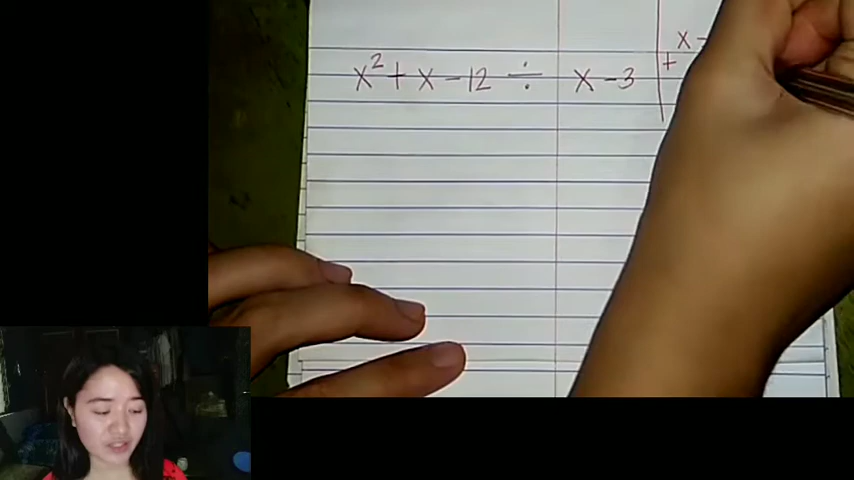 x² + x - 12 ÷ x - 3
x -
+